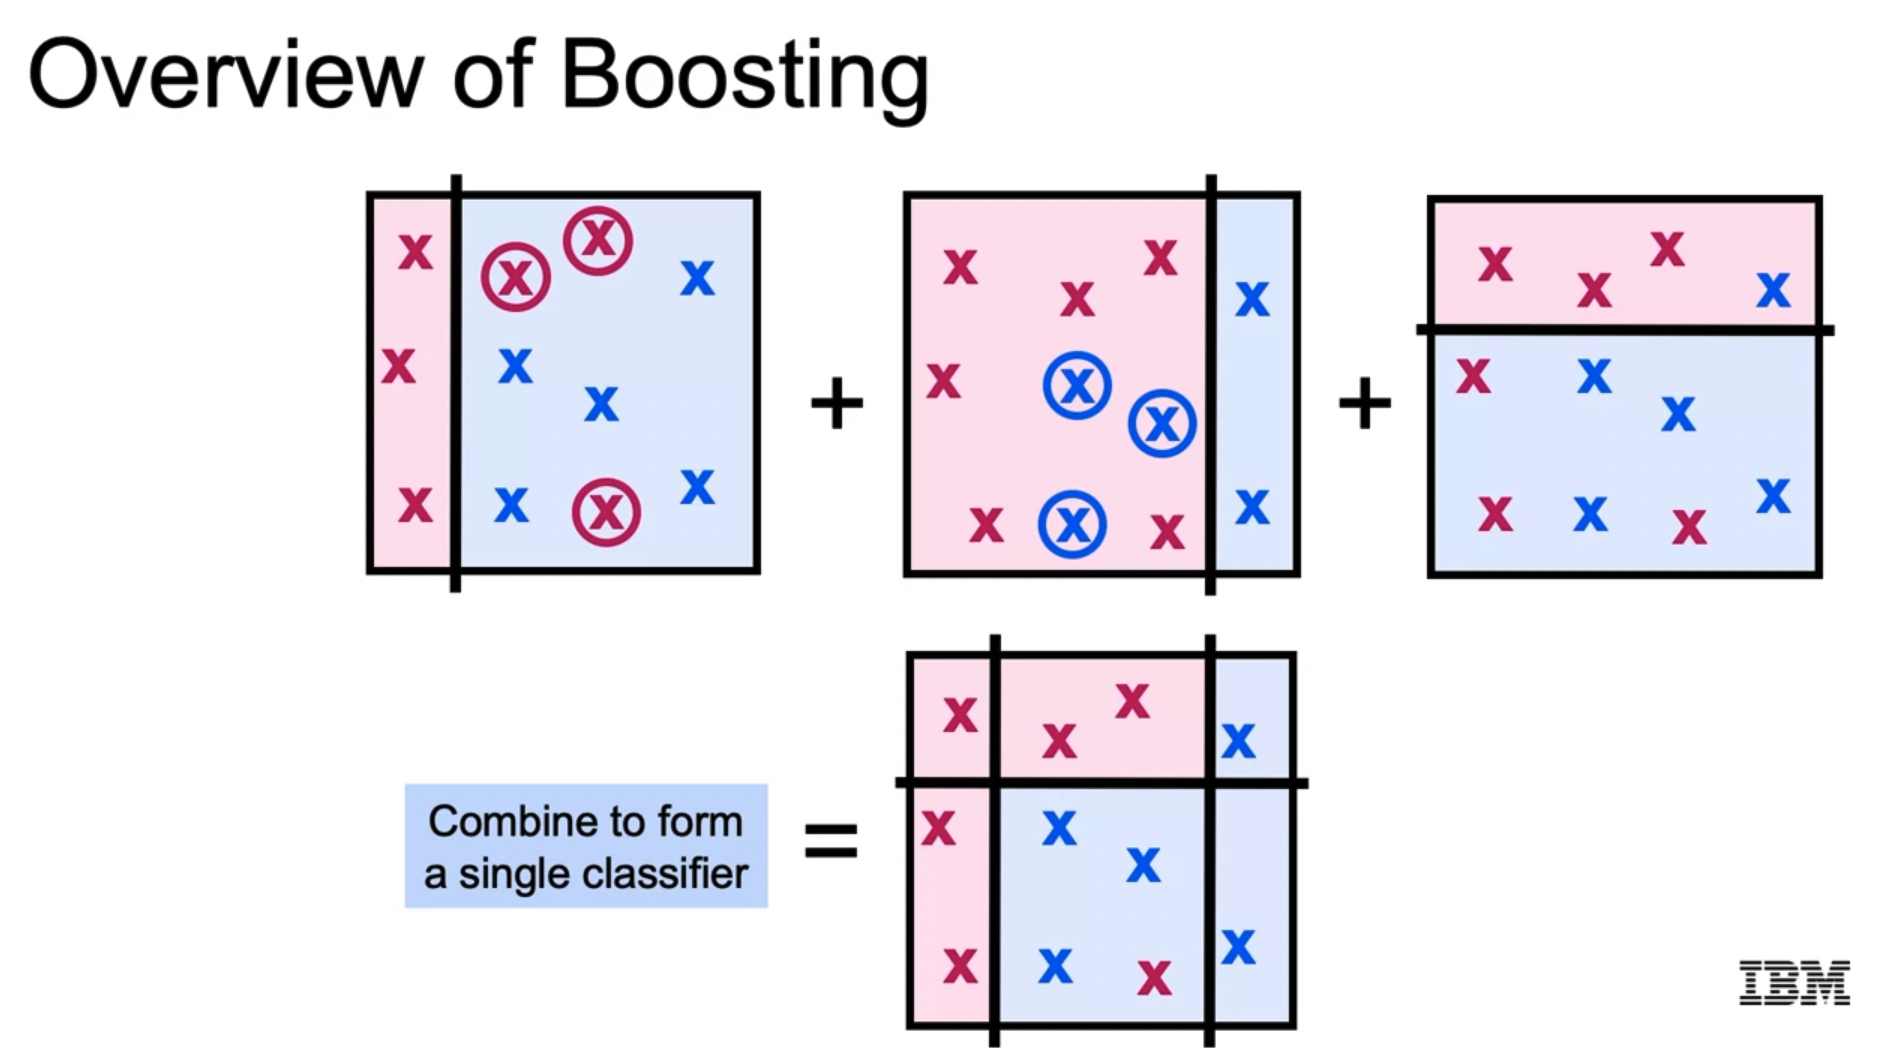 Overview of Boosting
x x x x
x x x
x x x x
+
x x x x
x x x
x x x x
+
x x x x
x x x
x x x x
Combine to form
a single classifier
=
x x x x
x x x
x x x x
IBM